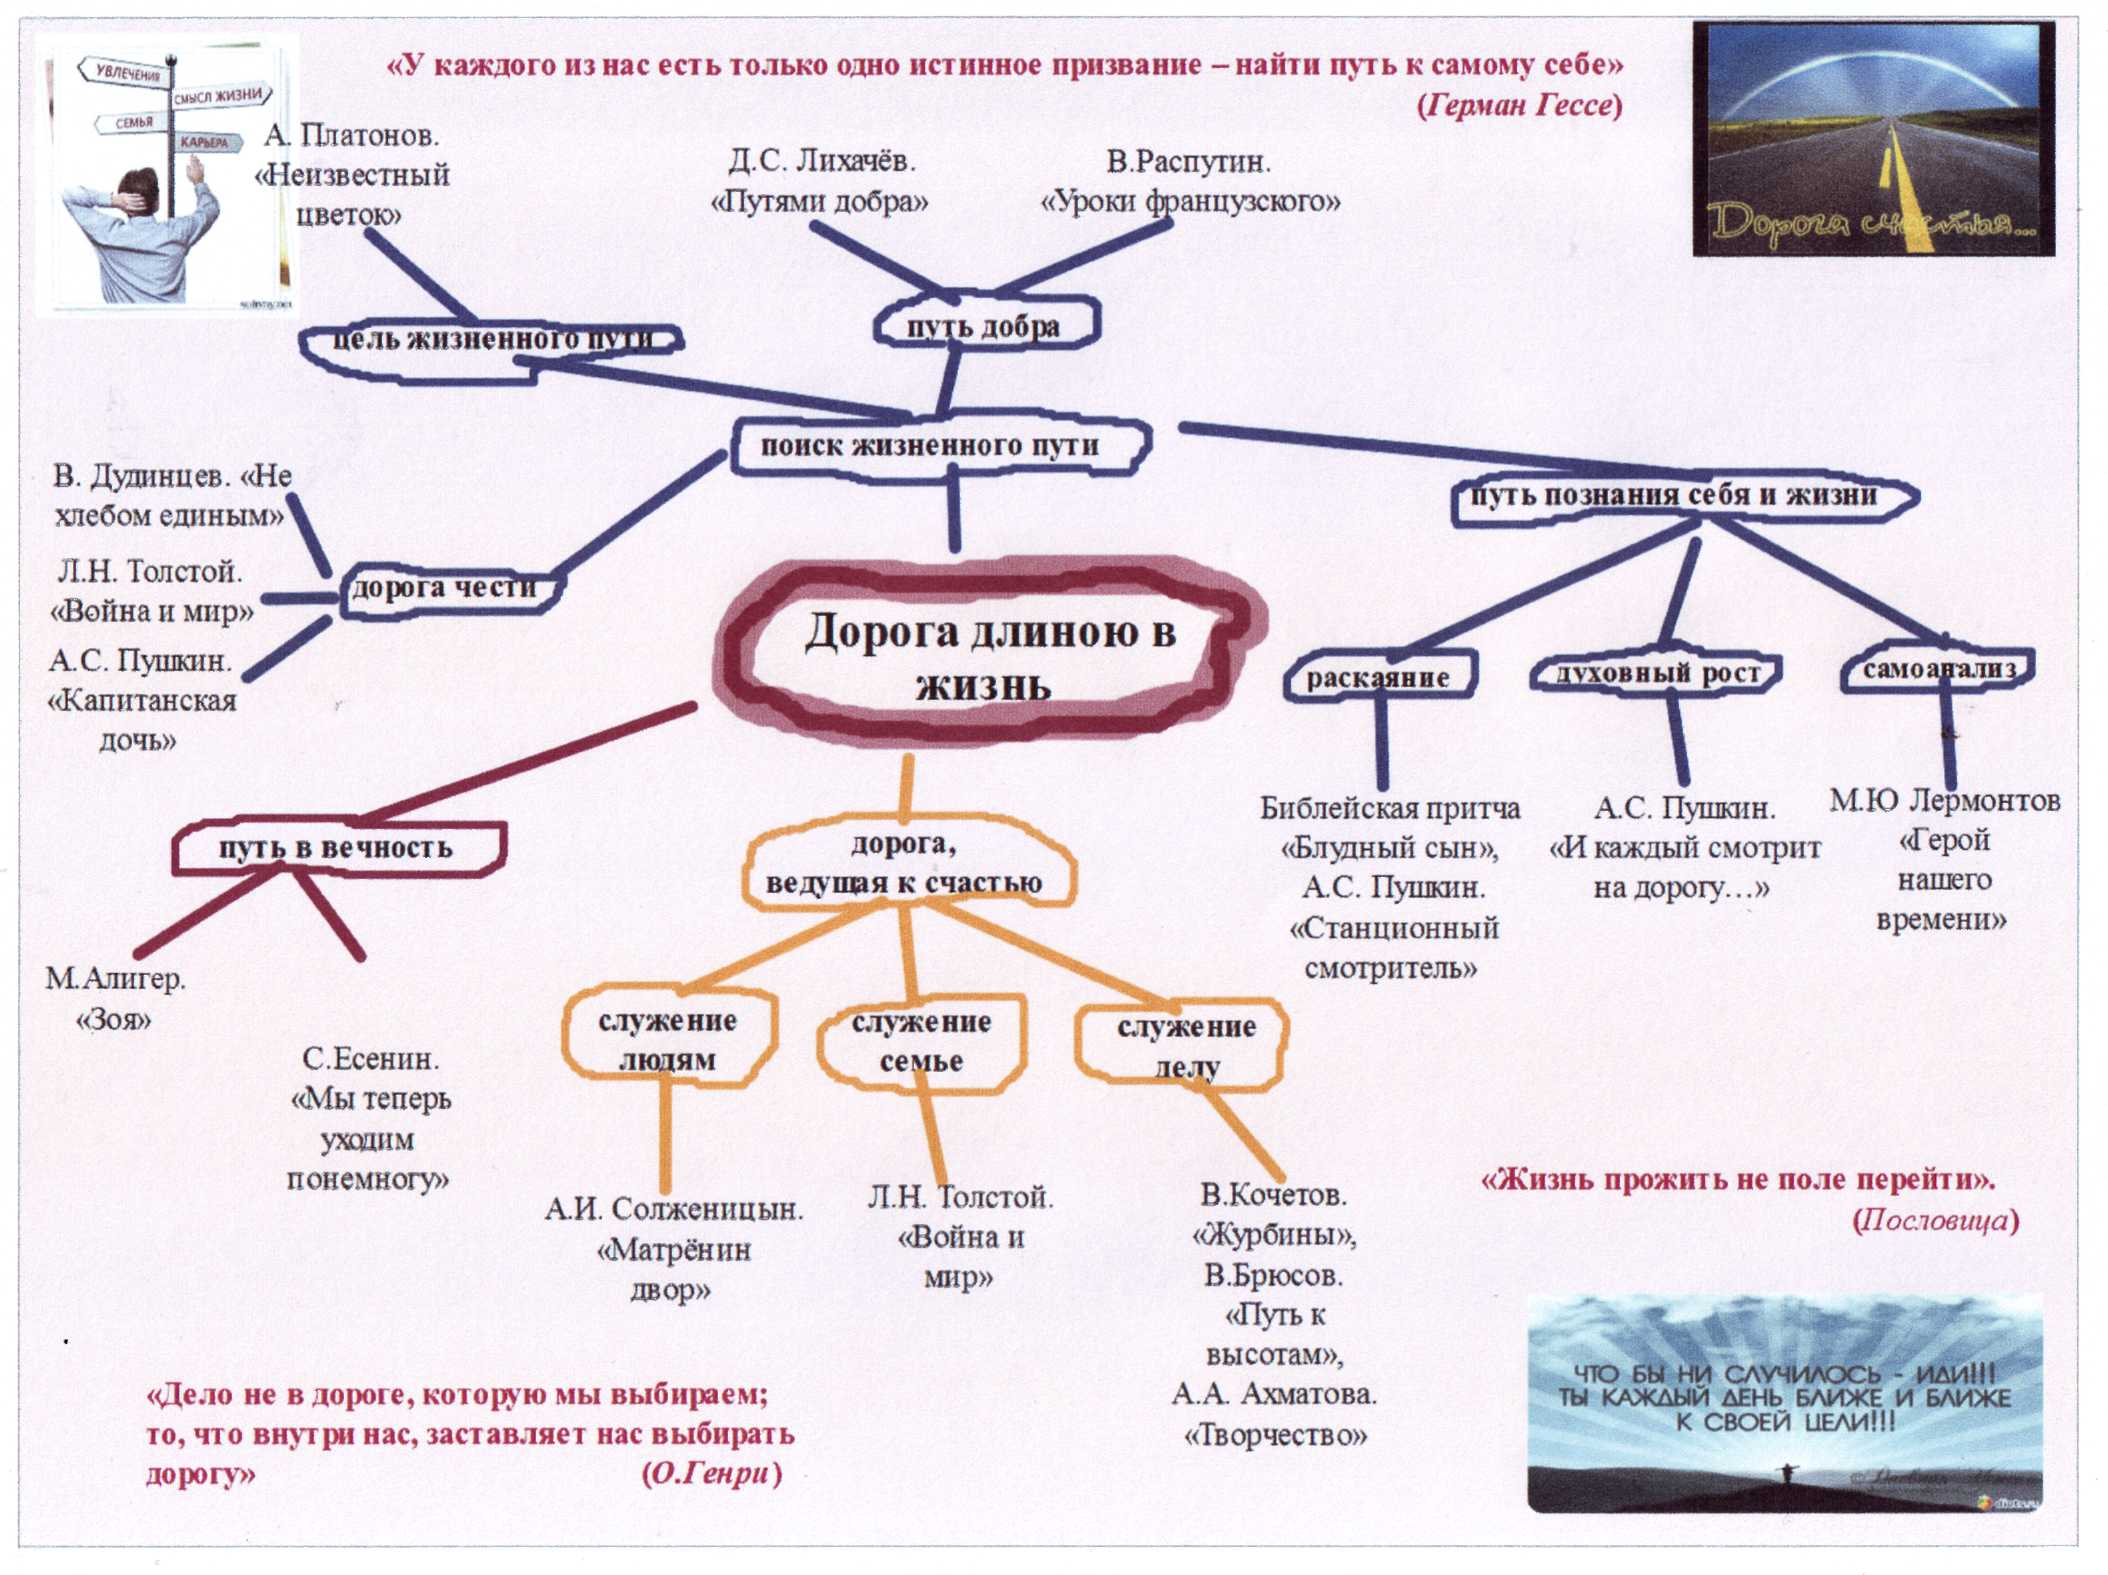 УВЛЕЧЕНИЯ
СМЫСЛ ЖИЗНИ
СЕМЬЯ
КАРЬЕРА
«У каждого из нас есть только одно истинное призвание – найти путь к самому себе»
(Герман Гессе)
Дорога счастья...
А. Платонов.
«Неизвестный
цветою»
Д.С. Лихачёв.
«Путями добра»
В.Распутин.
«Уроки французского»
цель жизненного пути
путь добра
поиск жизненного пути
путь познания себя и жизни
В. Дудинцев. «Не
хлебом единым»
Л.Н. Толстой.
«Война и мир»
А.С. Пушкин.
«Капитанская
дочь»
дорога чести
Дорога длиною в
жизнь
раскаяние
духовный рост
самоанализ
Библейская притча
«Блудный сын»,
А.С. Пушкин.
«Станционный
смотритель»
А.С. Пушкин.
«И каждый смотрит
на дорогу…»
М.Ю Лермонтов
«Герой
нашего
времени»
путь в вечность
М.Алигер.
«Зоя»
С.Есенин.
«Мы теперь
уходим
понемногу»
дорога,
ведущая к счастью
служение
людям
служение
семье
служение
делу
А.И. Солженицын.
«Матрёнин
двор»
Л.Н. Толстой.
«Война и
мир»
В.Кочетов.
«Журбины»,
В.Брюсов.
«Путь к
высотам»,
А.А. Ахматова.
«Творчество»
«Жизнь прожить не поле перейти».
(Пословица)
«Дело не в дороге, которую мы выбираем;
то, что внутри нас, заставляет нас выбирать
дорогу» (О.Генри)
ЧТО БЫ НИ СЛУЧИЛОСЬ - ИДИ!!!
ТЫ КАЖДЫЙ ДЕНЬ БЛИЖЕ И БЛИЖЕ
К СВОЕЙ ЦЕЛИ!!!